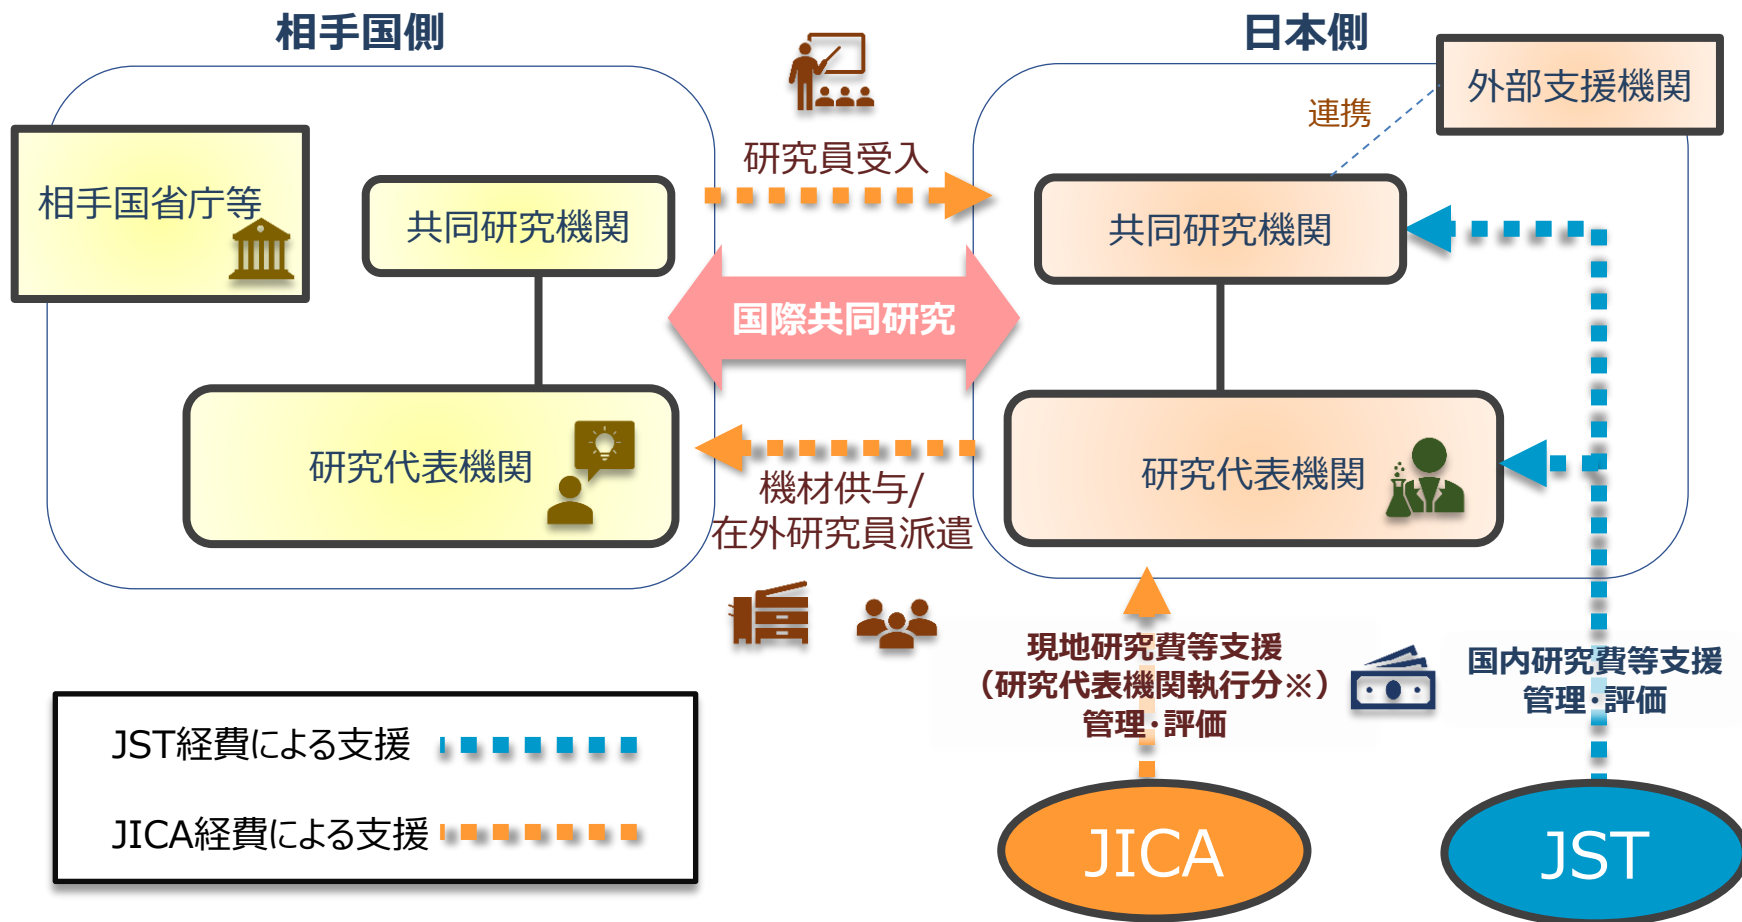 相手国側
日本側
外部支援機関
連携
相手国省庁等
共同研究機関
研究員受入
共同研究機関
国際共同研究
研究代表機関
機材供与/
在外研究員派遣
研究代表機関
現地研究費等支援
（研究代表機関執行分※）
管理・評価
国内研究費等支援
管理・評価
JST経費による支援
JICA経費による支援
JICA
JST